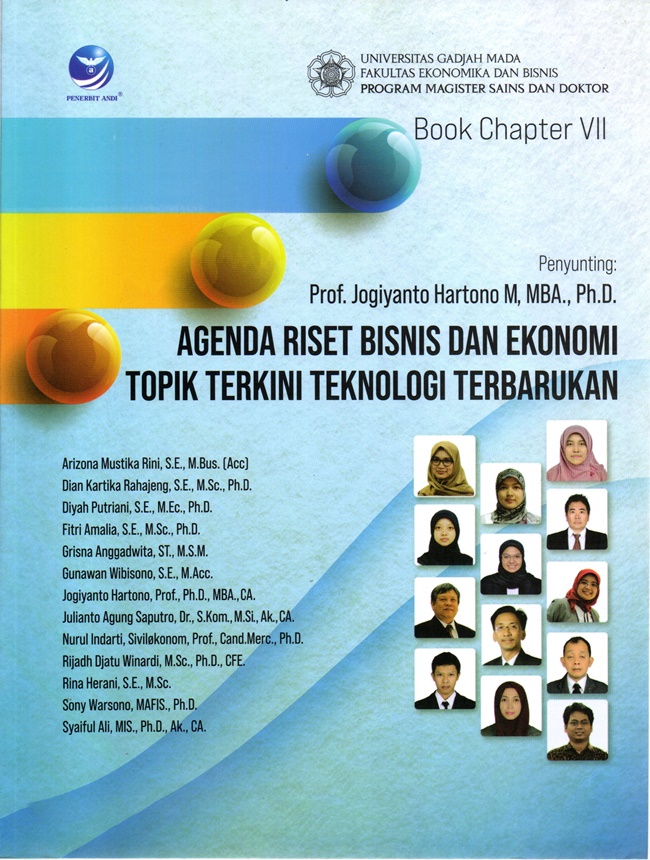 PENERBIT ANDI®
UNIVERSITAS GADJAH MADA
FAKULTAS EKONOMIKA DAN BISNIS
PROGRAM MAGISTER SAINS DAN DOKTOR
Book Chapter VII
Penyunting:
Prof. Jogiyanto Hartono M, MBA., Ph.D.
AGENDA RISET BISNIS DAN EKONOMI
TOPIK TERKINI TEKNOLOGI TERBARUKAN
Arizona Mustika Rini, S.E., M.Bus. (Acc)
Dian Kartika Rahajeng, S.E., M.Sc., Ph.D.
Diyah Putriani, S.E., M.Ec., Ph.D.
Fitri Amalia, S.E., M.Sc., Ph.D.
Grisna Anggadwita, ST., M.S.M.
Gunawan Wibisono, S.E., M.Acc.
Jogiyanto Hartono, Prof., Ph.D., MBA.,CA.
Julianto Agung Saputro, Dr., S.Kom.,M.Si, Ak.,CA.
Nurul Indarti, Siviløkonom, Prof., Cand.Merc., Ph.D.
Rijadh Djatu Winardi, M.Sc., Ph.D., CFE.
Rina Herani, S.E., M.Sc.
Sony Warsono, MAFIS., Ph.D.
Syaiful Ali, MIS., Ph.D., Ak., CA.